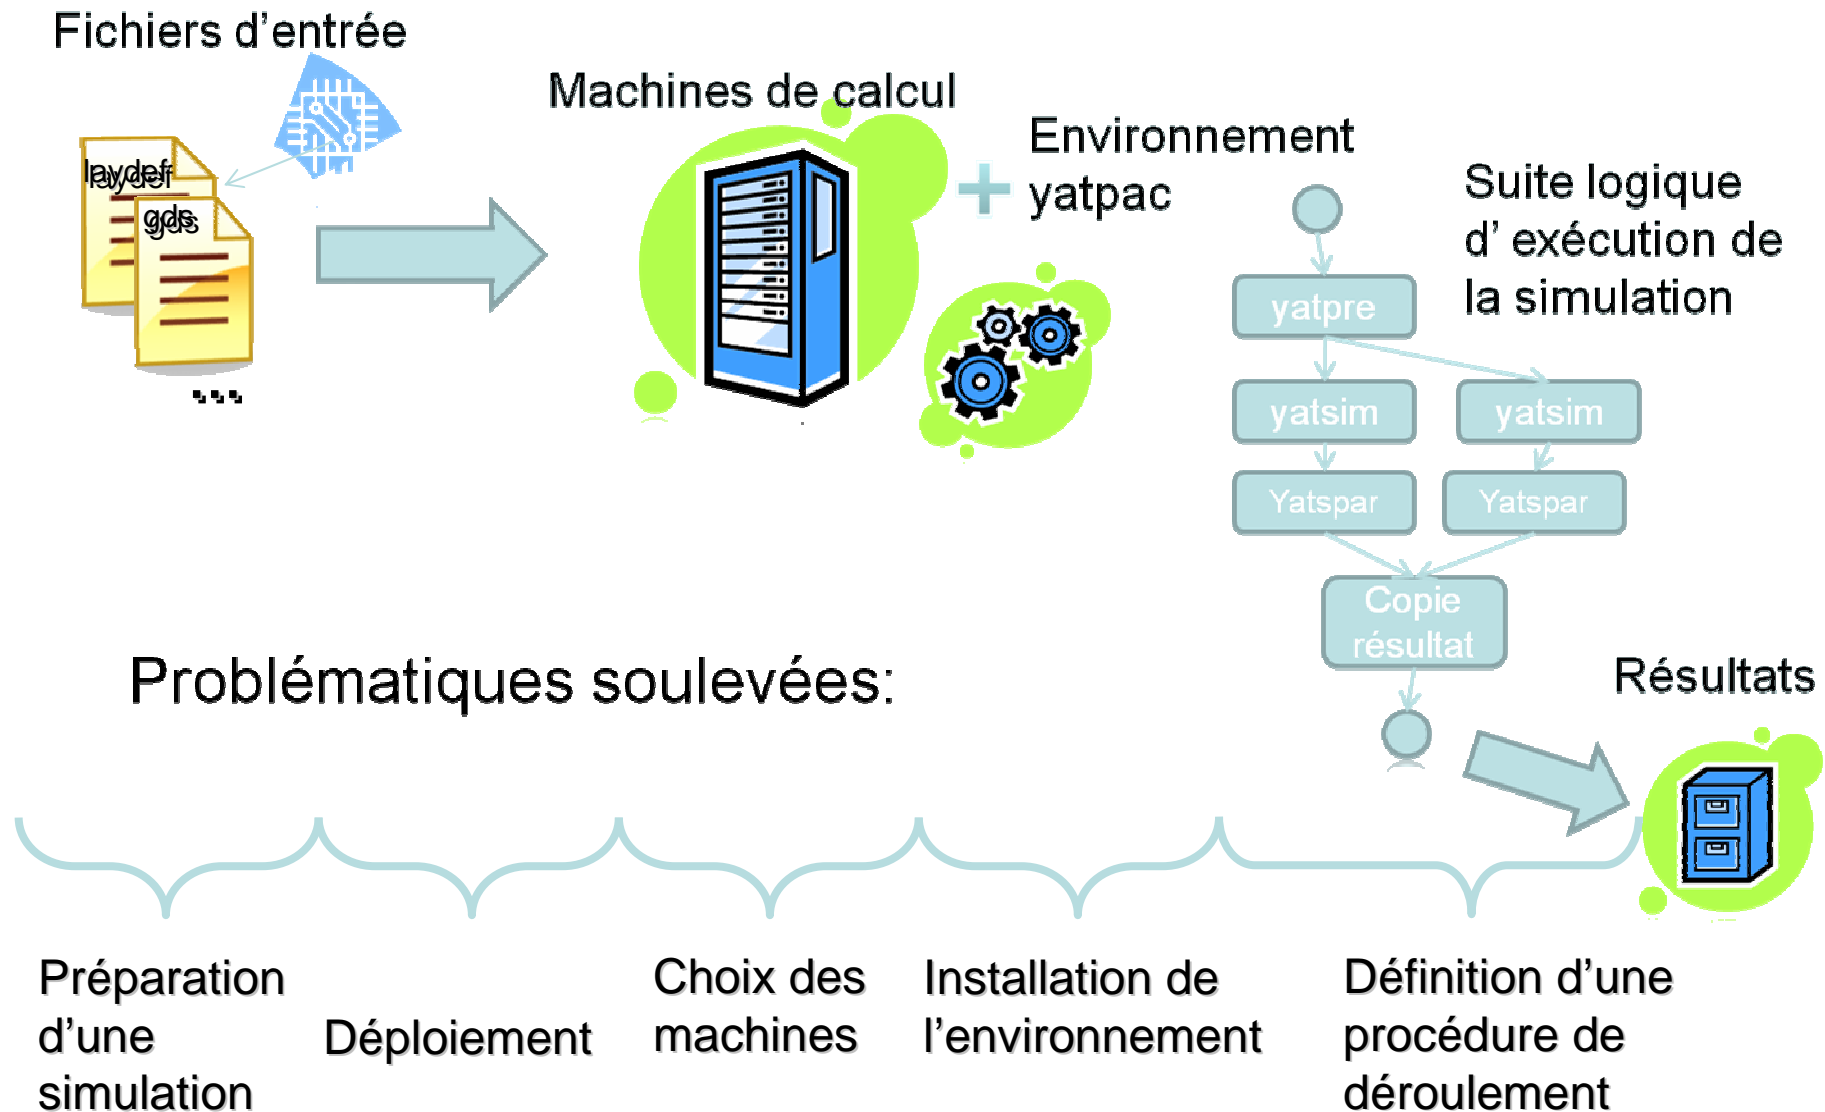 Fichiers d'entrée
laydef
gds
...
Machines de calcul
Environnement
yatpac
Suite logique
d' exécution de
la simulation
yatpre
yatsim
yatsim
Yatspar
Yatspar
Copie
résultat
Résultats
Problématiques soulevées:
Préparation
d'une
simulation
Déploiement
Choix des
machines
Installation de
l'environnement
Définition d'une
procédure de
déroulement